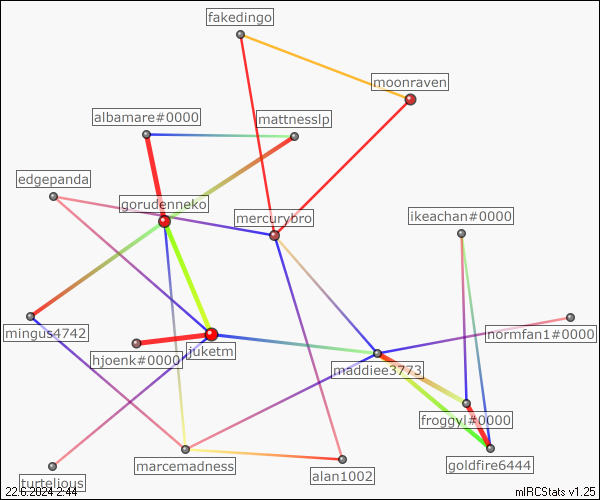 fakedingo
moonraven
albamare#0000
mattnesslp
edgepanda
gorudenneko
mercurybro
ikeachan#0000
mingus4742
hjoenk#0000
juketm
normfan1#0000
maddiee3773
froggyl#0000
marcemadness
goldfire6444
alan1002
turtelious
22.6.2024 2:44
mIRCStats v1.25